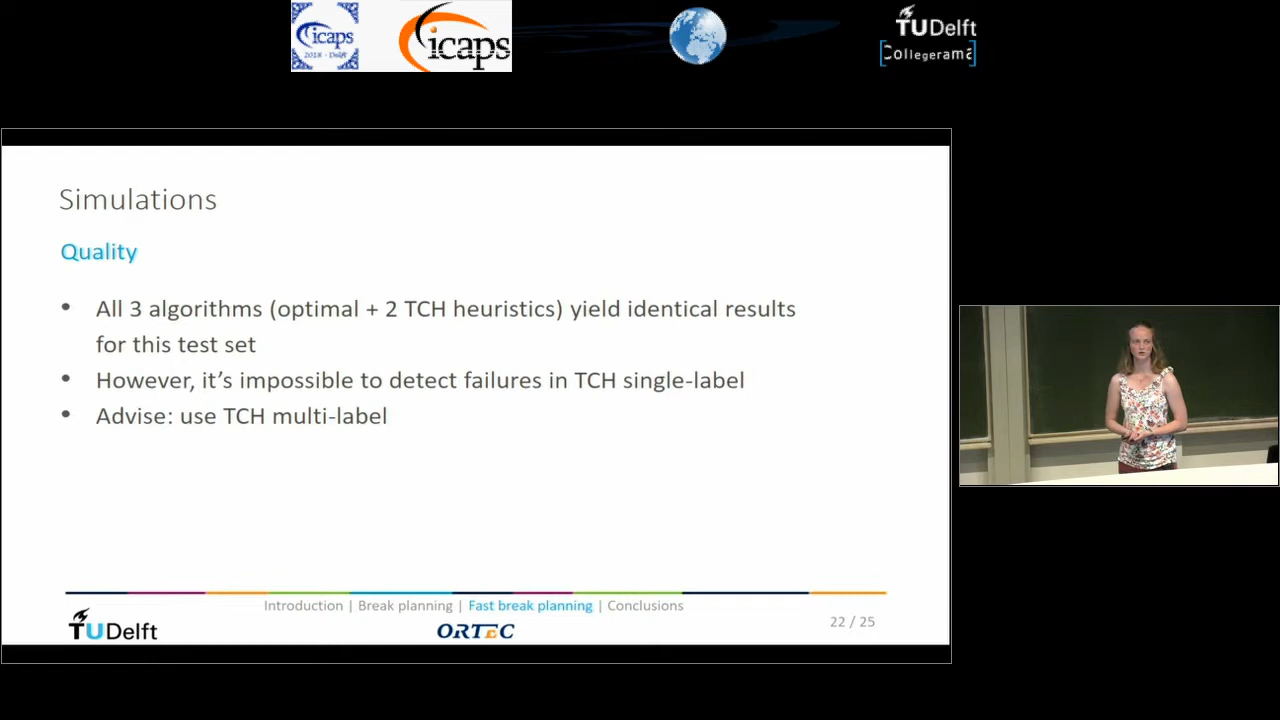 icaps
2018 - Delft
icaps
TUDelft
Collegerama
Simulations
Quality
• All 3 algorithms (optimal + 2 TCH heuristics) yield identical results
for this test set
• However, it's impossible to detect failures in TCH single-label
• Advise: use TCH multi-label
Introduction | Break planning | Fast break planning | Conclusions
TUDelft
ORTEC
22 / 25